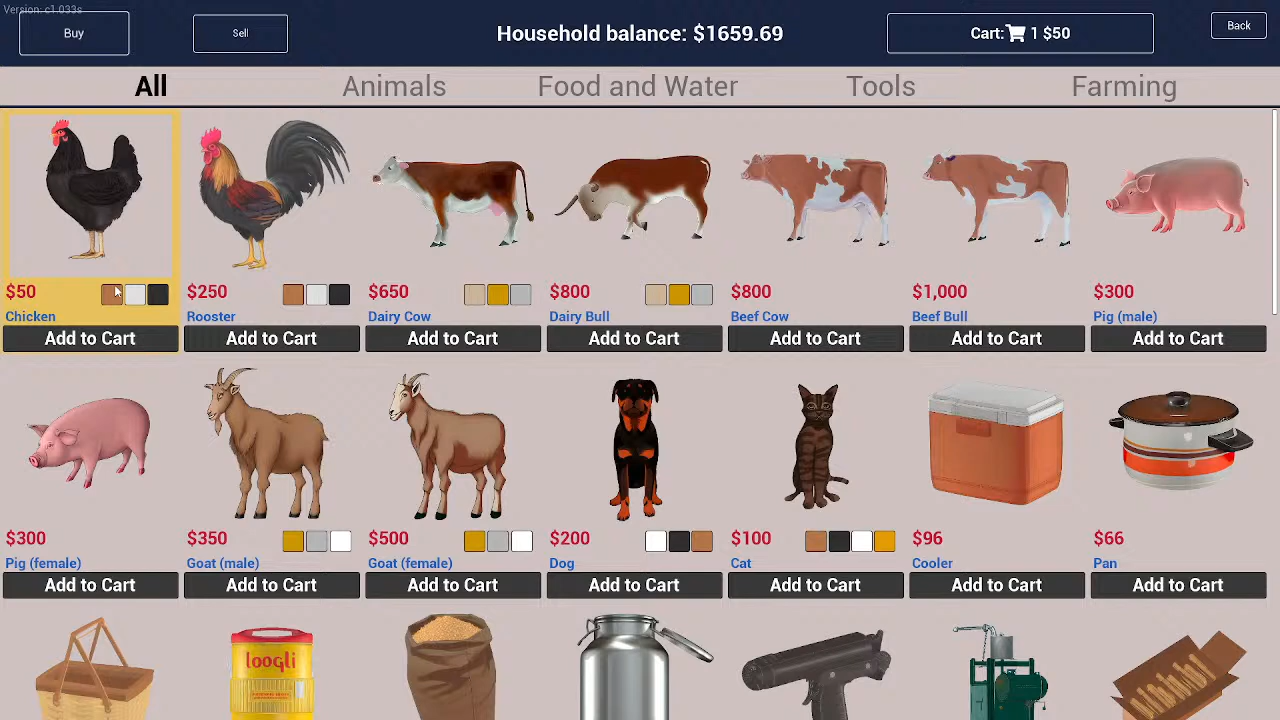 Version: c1.033s
Buy
Sell
Household balance: $1659.69
Cart: 1 $50
Back
All
Animals
Food and Water
Tools
Farming
$50
$250
$650
$800
$800
$1,000
$300
Chicken
Rooster
Dairy Cow
Dairy Bull
Beef Cow
Beef Bull
Pig (male)
Add to Cart
Add to Cart
Add to Cart
Add to Cart
Add to Cart
Add to Cart
Add to Cart
$300
$350
$500
$200
$100
$96
$66
Pig (female)
Goat (male)
Goat (female)
Dog
Cat
Cooler
Pan
Add to Cart
Add to Cart
Add to Cart
Add to Cart
Add to Cart
Add to Cart
Add to Cart
loogli